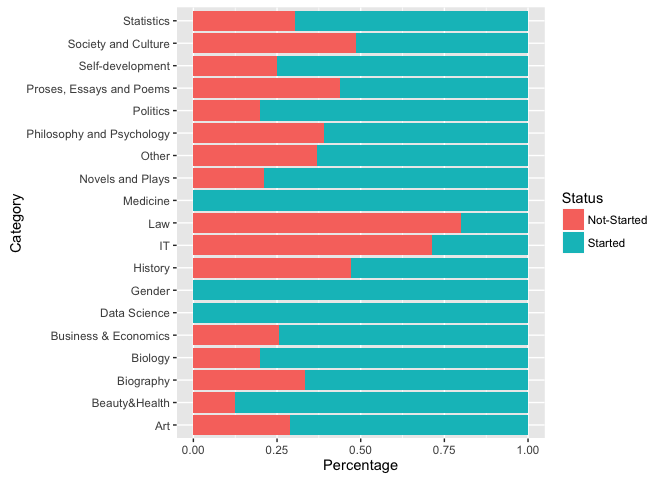 Statistics
Society and Culture
Self-development
Proses, Essays and Poems
Politics
Philosophy and Psychology
Other
Novels and Plays
Medicine
Law
IT
History
Gender
Data Science
Business & Economics
Biology
Biography
Beauty&Health
Art
Category
0.00 0.25 0.50 0.75 1.00
Percentage
Status
Not-Started
Started